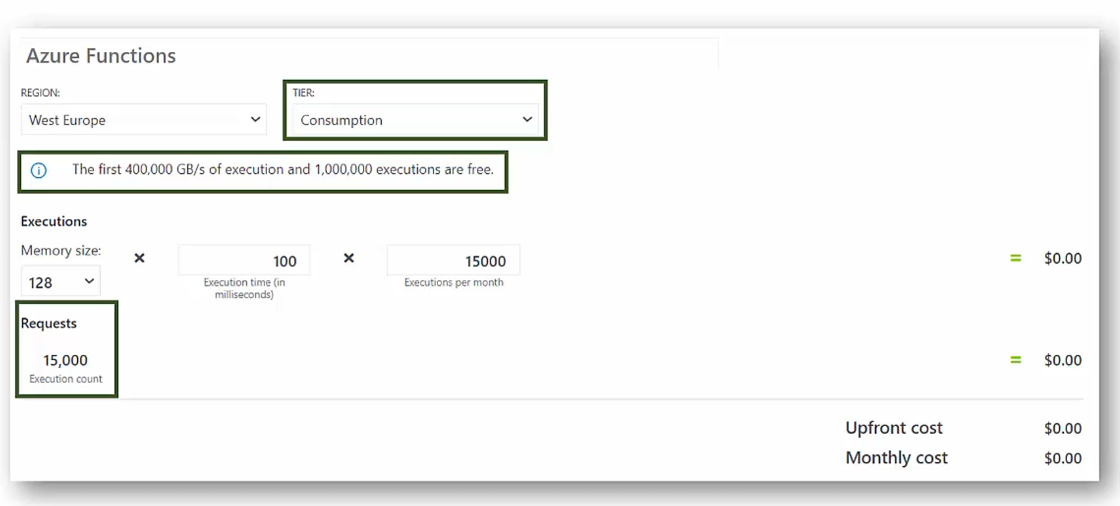 Azure Functions
REGION:
TIER:
West Europe
Consumption
The first 400,000 GB/s of execution and 1,000,000 executions are free.
Executions
Memory size:
128
×
100
Execution time (in
milliseconds)
×
15000
Executions per month
=
$0.00
Requests
15,000
Execution count
=
$0.00
Upfront cost
$0.00
Monthly cost
$0.00